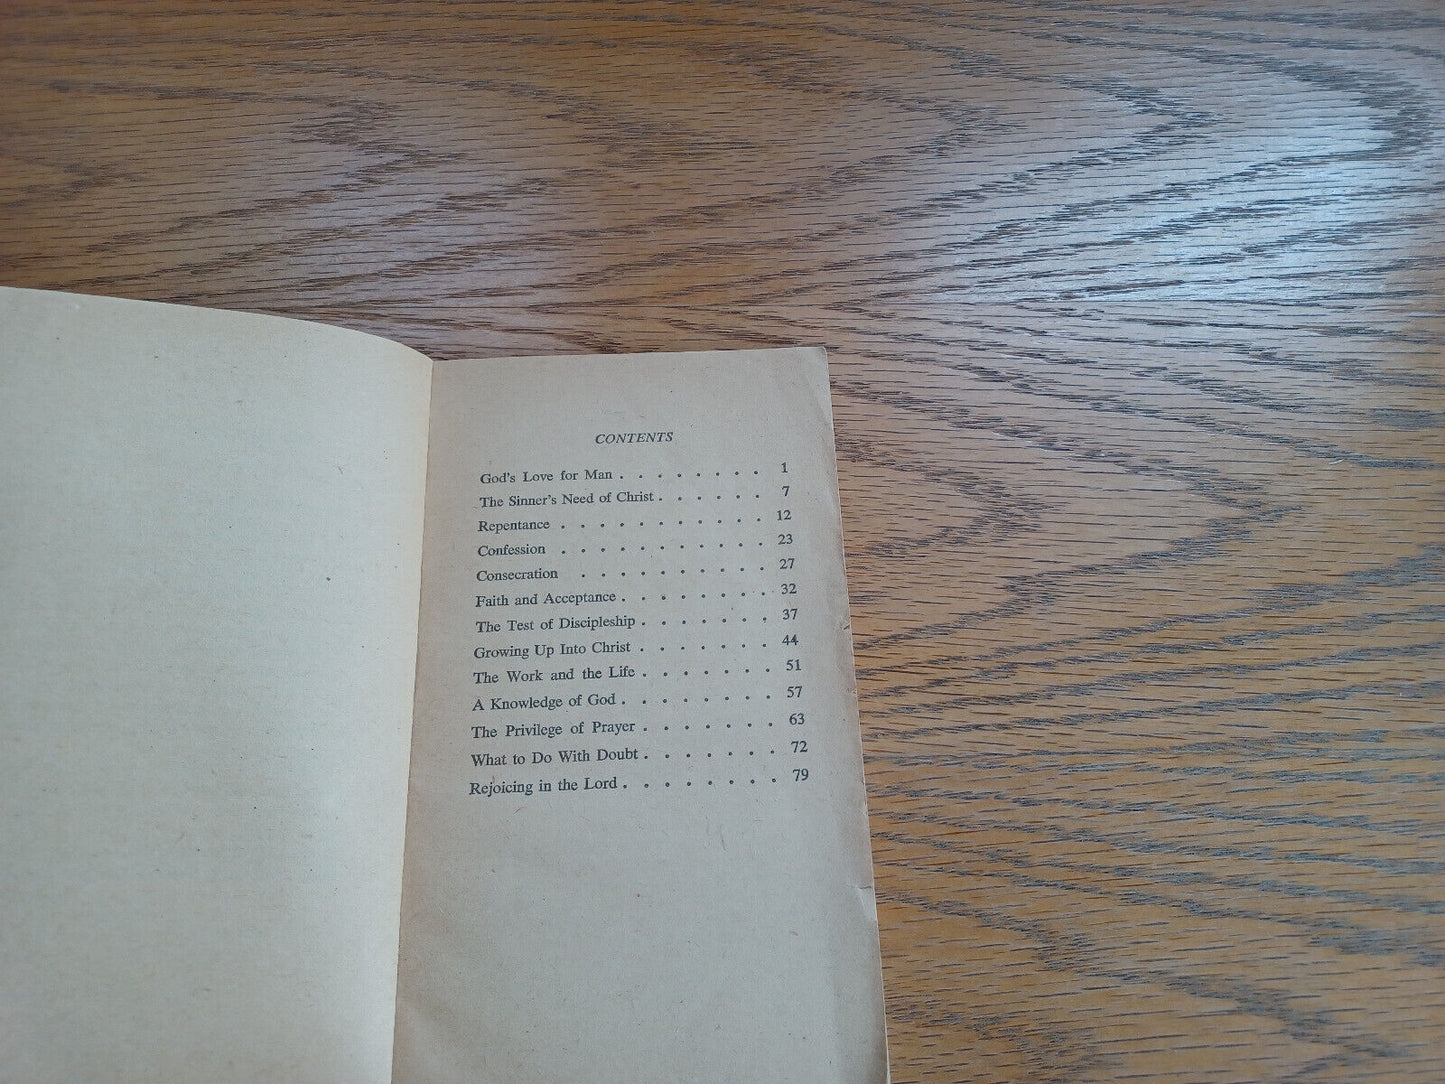 CONTENTS
God's Love for Man . . . . . . . . 1
The Sinner's Need of Christ . . . . . . 7
Repentance . . . . . . . . . . . 12
Confession . . . . . . . . . . . 23
Consecration . . . . . . . . . . 27
Faith and Acceptance . . . . . . . . 32
The Test of Discipleship . . . . . . . 37
Growing Up Into Christ . . . . . . . 44
The Work and the Life . . . . . . . 51
A Knowledge of God . . . . . . . . 57
The Privilege of Prayer . . . . . . . 63
What to Do With Doubt . . . . . . . 72
Rejoicing in the Lord . . . . . . . . 79